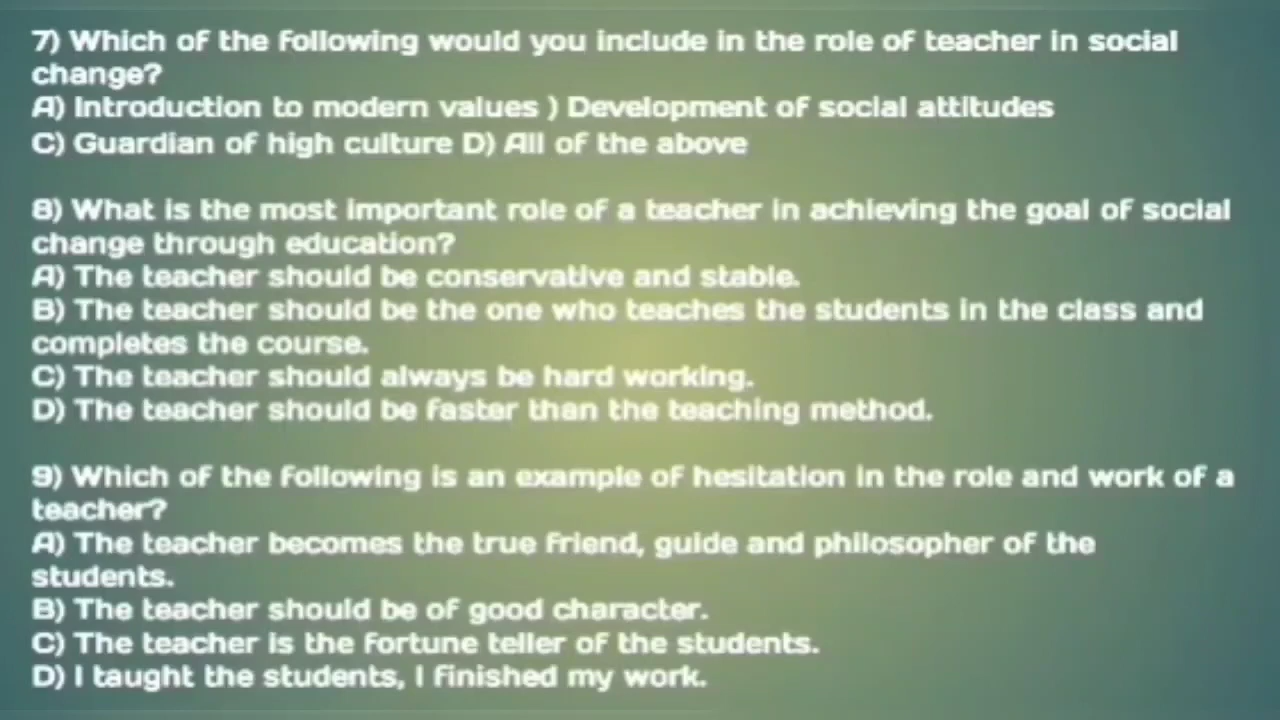 7) Which of the following would you include in the role of teacher in social
change?
A) Introduction to modern values ) Development of social attitudes
C) Guardian of high culture D) All of the above
8) What is the most important role of a teacher in achieving the goal of social
change through education?
A) The teacher should be conservative and stable.
B) The teacher should be the one who teaches the students in the class and
completes the course.
C) The teacher should always be hard working.
D) The teacher should be faster than the teaching method.
9) Which of the following is an example of hesitation in the role and work of a
teacher?
A) The teacher becomes the true friend, guide and philosopher of the
students.
B) The teacher should be of good character.
C) The teacher is the fortune teller of the students.
D) I taught the students, I finished my work.